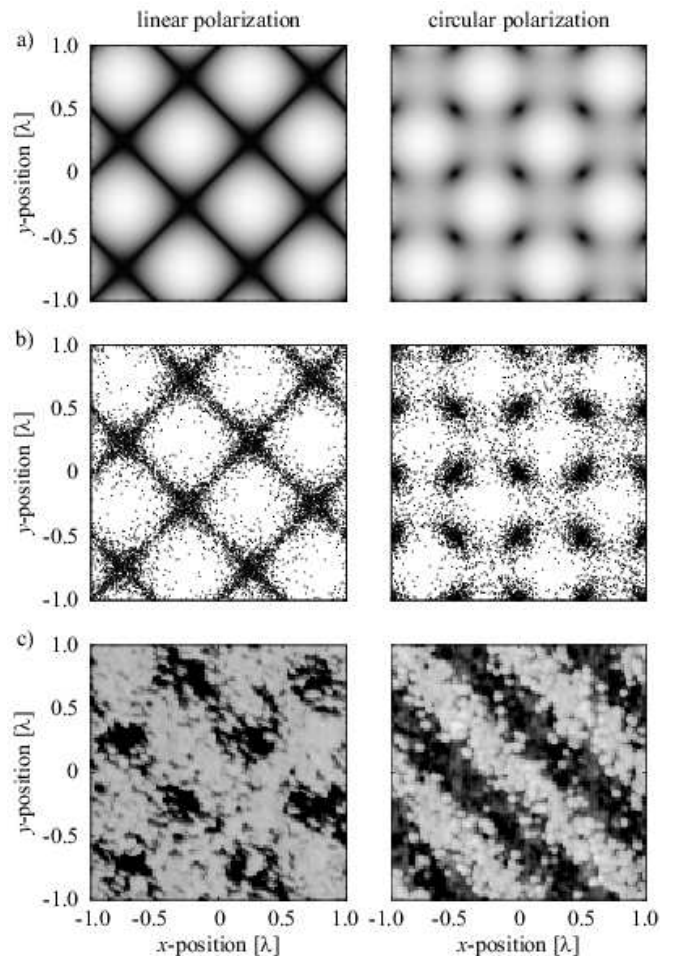 linear polarization circular polarization
a)
1.0
0.5
0
-0.5
-1.0
y-position [λ]
b)
1.0
0.5
0
-0.5
-1.0
y-position [λ]
c)
1.0
0.5
0
-0.5
-1.0
y-position [λ]
-1.0 -0.5 0 0.5 1.0 -1.0 -0.5 0 0.5 1.0
x-position [λ] x-position [λ]